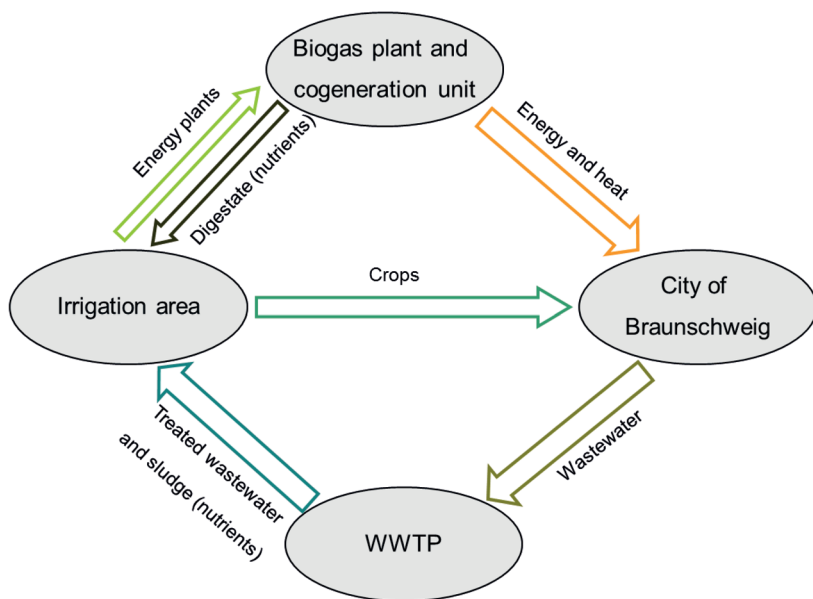 Biogas plant and
cogeneration unit
Energy plants
Digestate (nutrients)
Energy and heat
Irrigation area
Crops
City of
Braunschweig
Treated wastewater
and sludge (nutrients)
Wastewater
WWTP